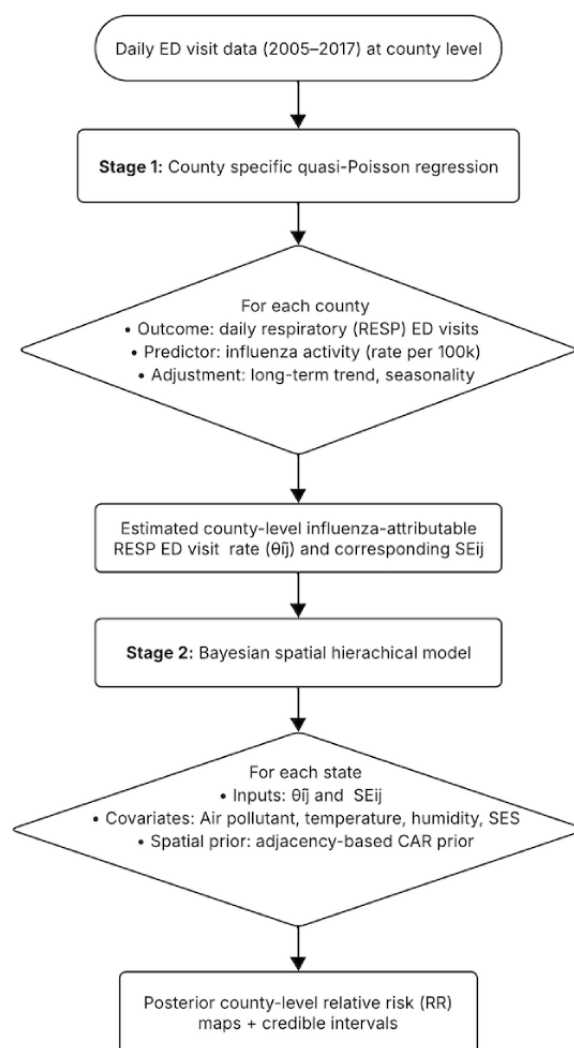 Daily ED visit data (2005–2017) at county level
Stage 1: County specific quasi-Poisson regression
For each county
• Outcome: daily respiratory (RESP) ED visits
• Predictor: influenza activity (rate per 100k)
• Adjustment: long-term trend, seasonality
Estimated county-level influenza-attributable
RESP ED visit rate (θîĵ) and corresponding SEij
Stage 2: Bayesian spatial hierachical model
For each state
• Inputs: θîĵ and SEij
• Covariates: Air pollutant, temperature, humidity, SES
• Spatial prior: adjacency-based CAR prior
Posterior county-level relative risk (RR)
maps + credible intervals